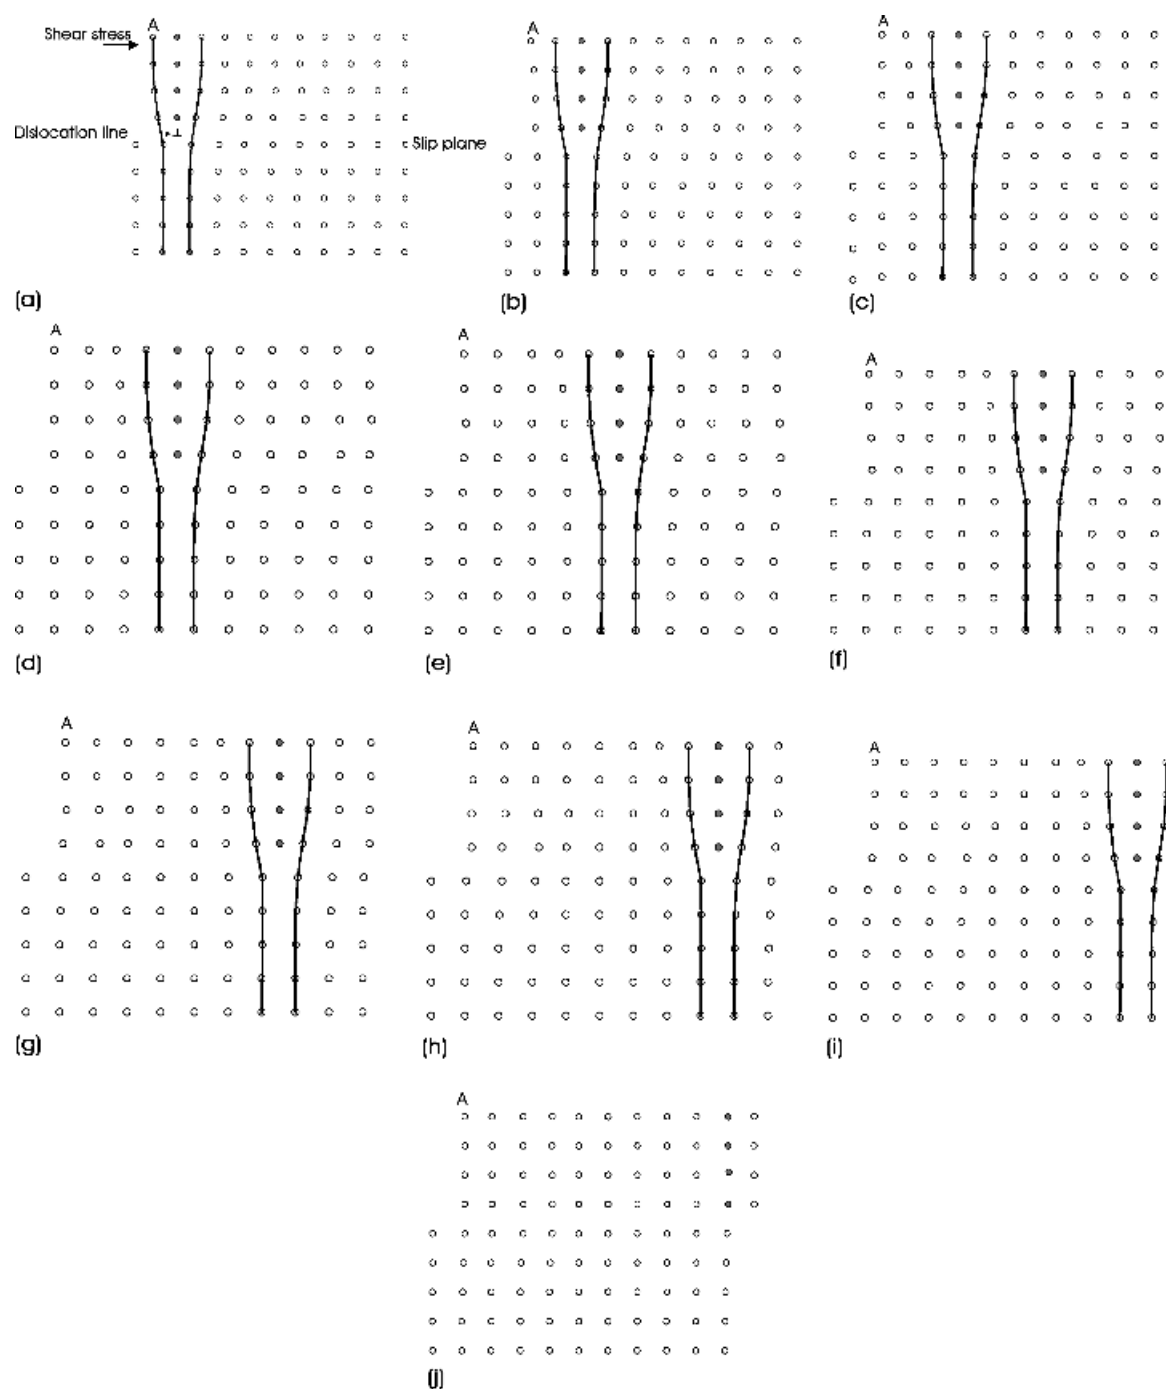 A
Shear stress
Dislocation line
⊥
Slip plane
(a)
A
(b)
A
(c)
A
(d)
A
(e)
A
(f)
A
(g)
A
(h)
A
(i)
A
(j)